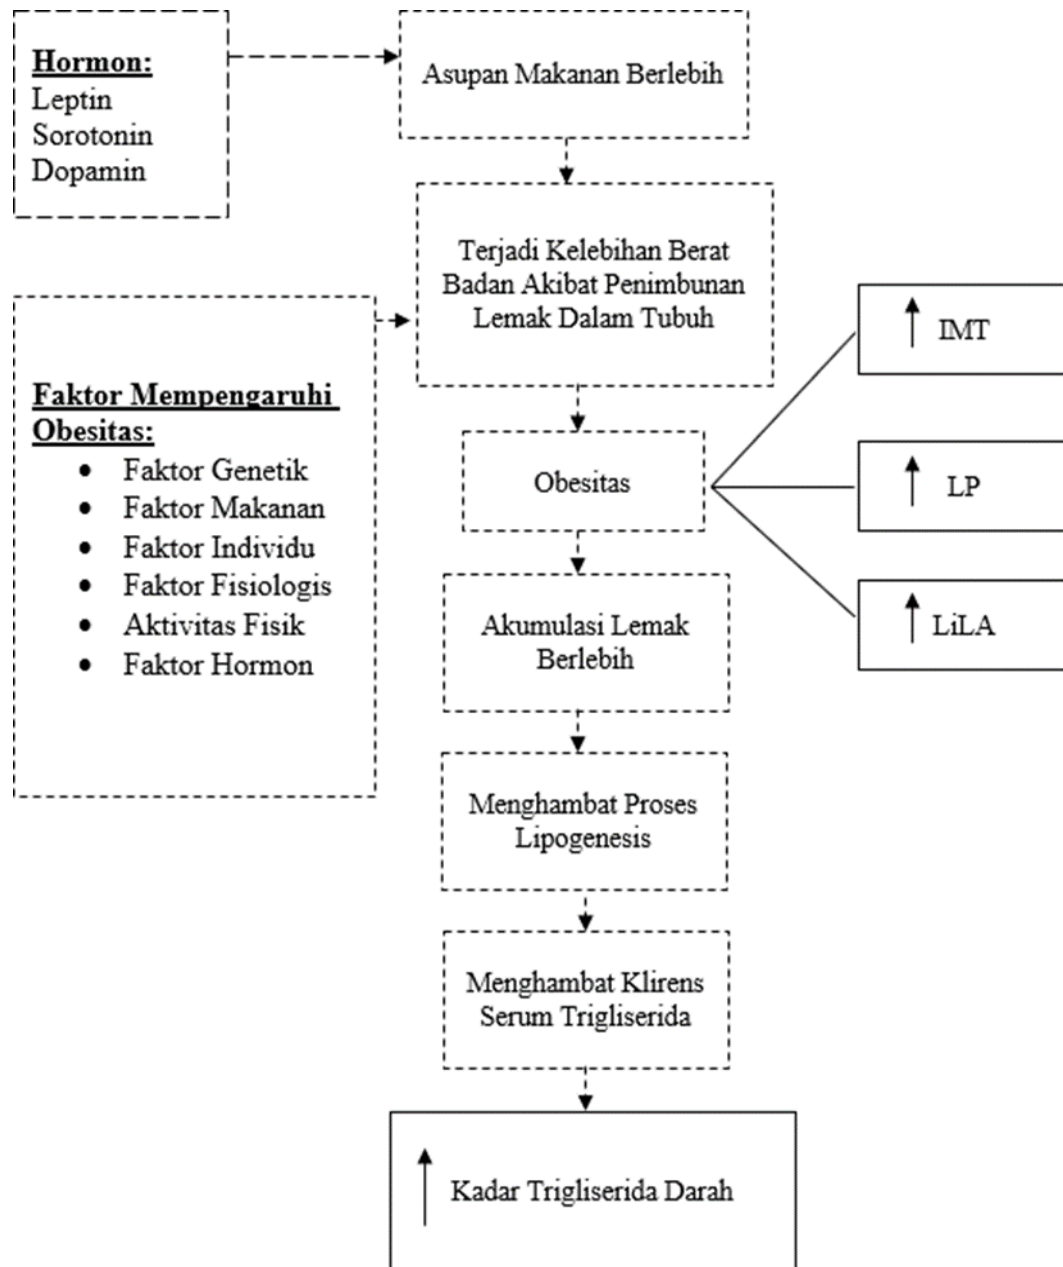 Hormon:
Leptin
Sorotonin
Dopamin
Asupan Makanan Berlebih
Terjadi Kelebihan Berat
Badan Akibat Penimbunan
Lemak Dalam Tubuh
Faktor Mempengaruhi
Obesitas:
• Faktor Genetik
• Faktor Makanan
• Faktor Individu
• Faktor Fisiologis
• Aktivitas Fisik
• Faktor Hormon
Obesitas
IMT
LP
LiLA
Akumulasi Lemak
Berlebih
Menghambat Proses
Lipogenesis
Menghambat Klirens
Serum Trigliserida
Kadar Trigliserida Darah